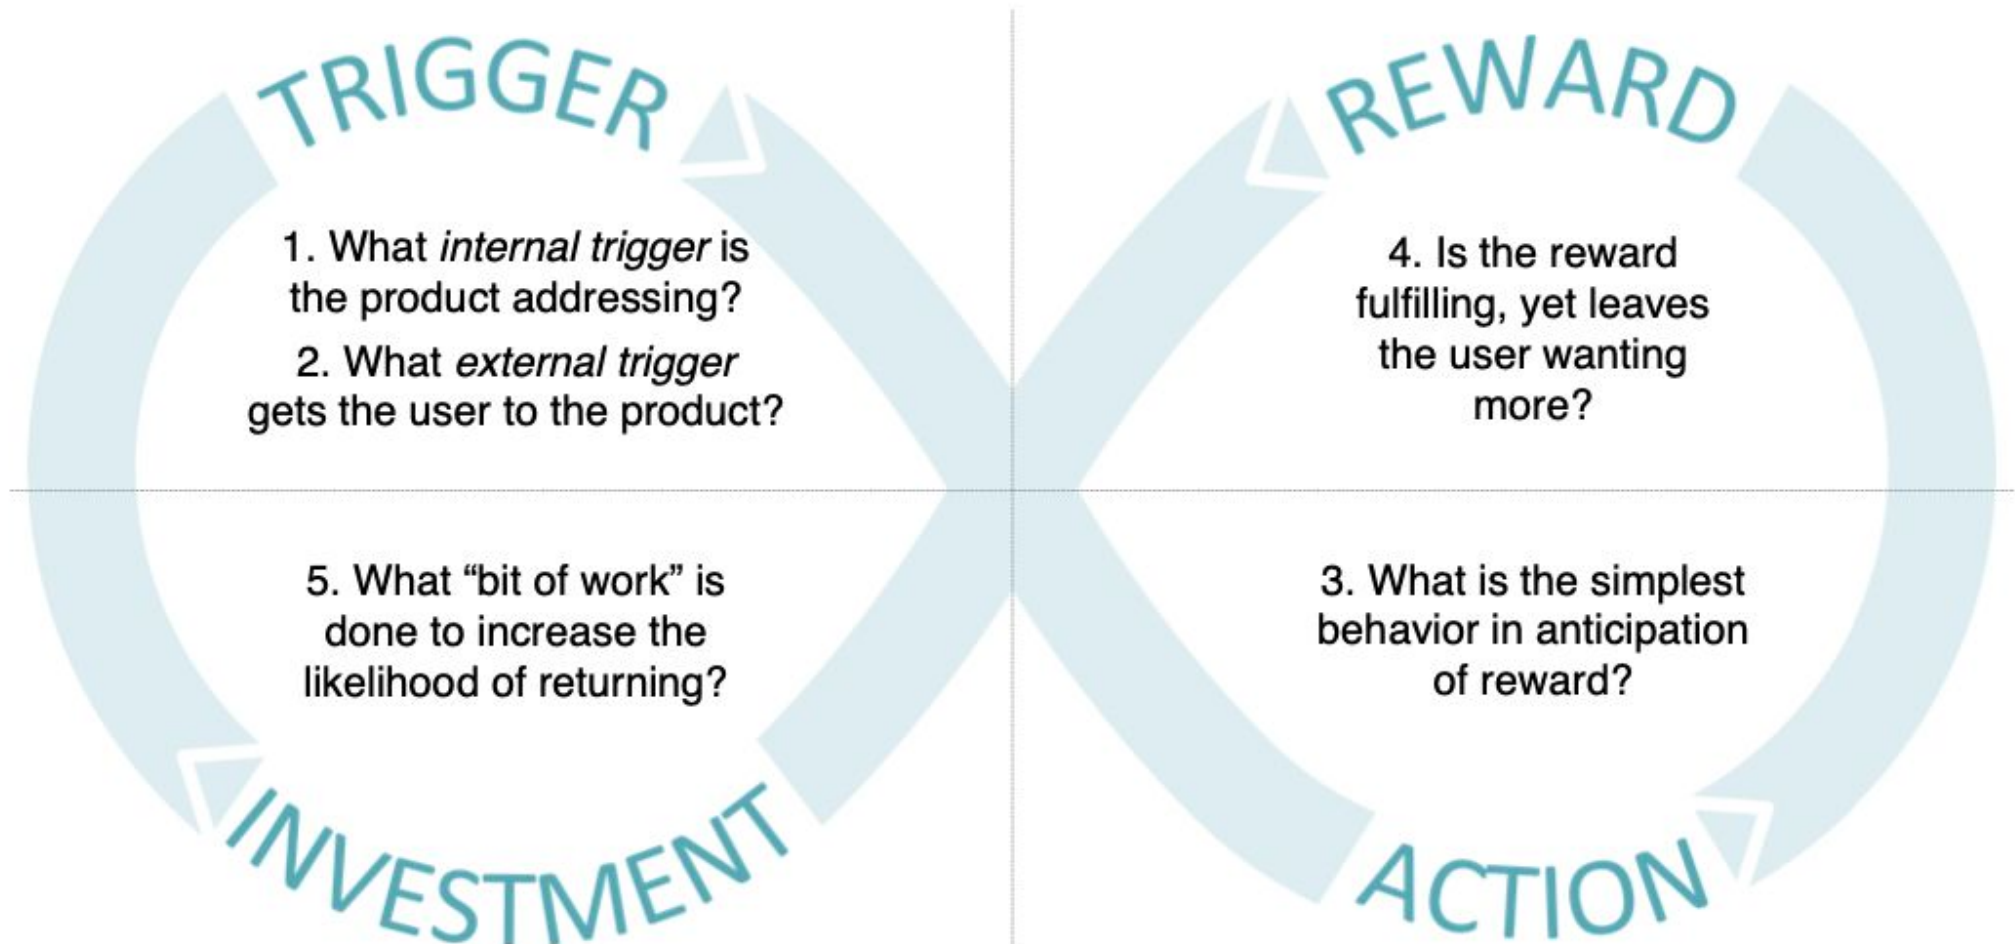 TRIGGER
1. What internal trigger is
the product addressing?
2. What external trigger
gets the user to the product?
REWARD
4. Is the reward
fulfilling, yet leaves
the user wanting
more?
5. What “bit of work” is
done to increase the
likelihood of returning?
INVESTMENT
3. What is the simplest
behavior in anticipation
of reward?
ACTION